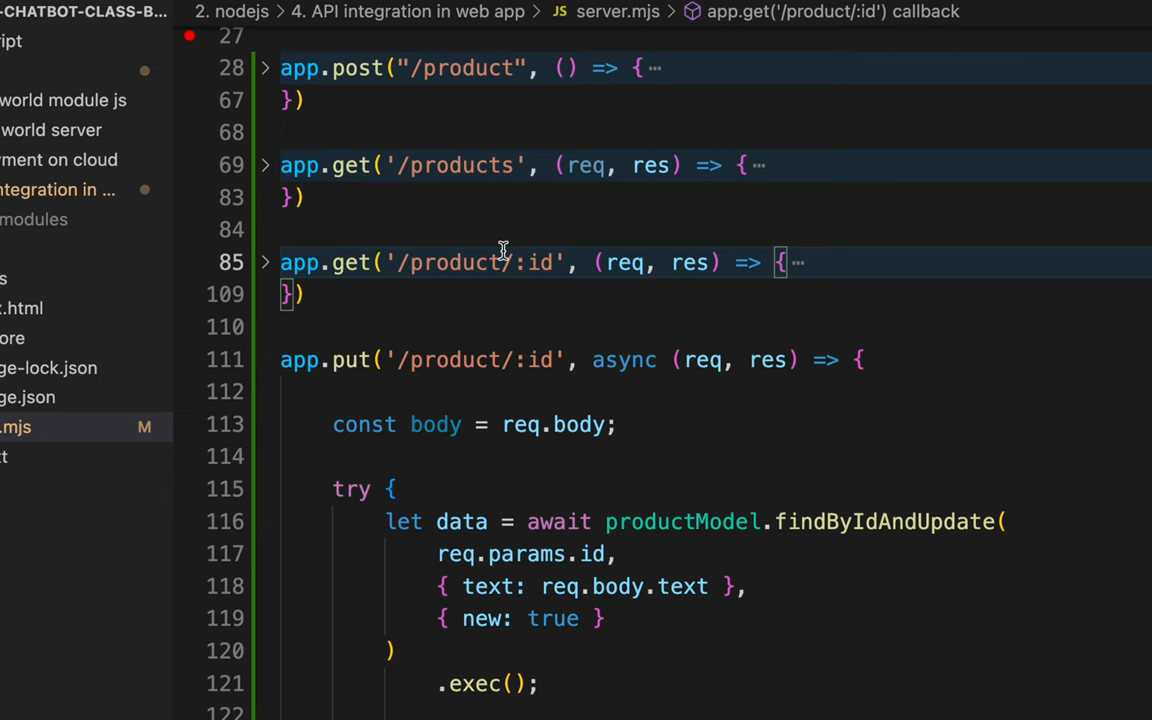 -CHATBOT-CLASS-B...
2. nodejs > 4. API integration in web app > JS server.mjs > app.get('/product/:id') callback
ript
world module js
world server
ment on cloud
ntegration in ...
modules
s
x.html
ore
ge-lock.json
ge.json
.mjs M
t
27
28 > app.post("/product", () => { ⋯
67 })
68
69 > app.get('/products', (req, res) => { ⋯
83 })
84
85 > app.get('/product/:id', (req, res) => { ⋯
109 })
110
111 app.put('/product/:id', async (req, res) => {
112
113 const body = req.body;
114
115 try {
116 let data = await productModel.findByIdAndUpdate(
117 req.params.id,
118 { text: req.body.text },
119 { new: true }
120 )
121 .exec();
122